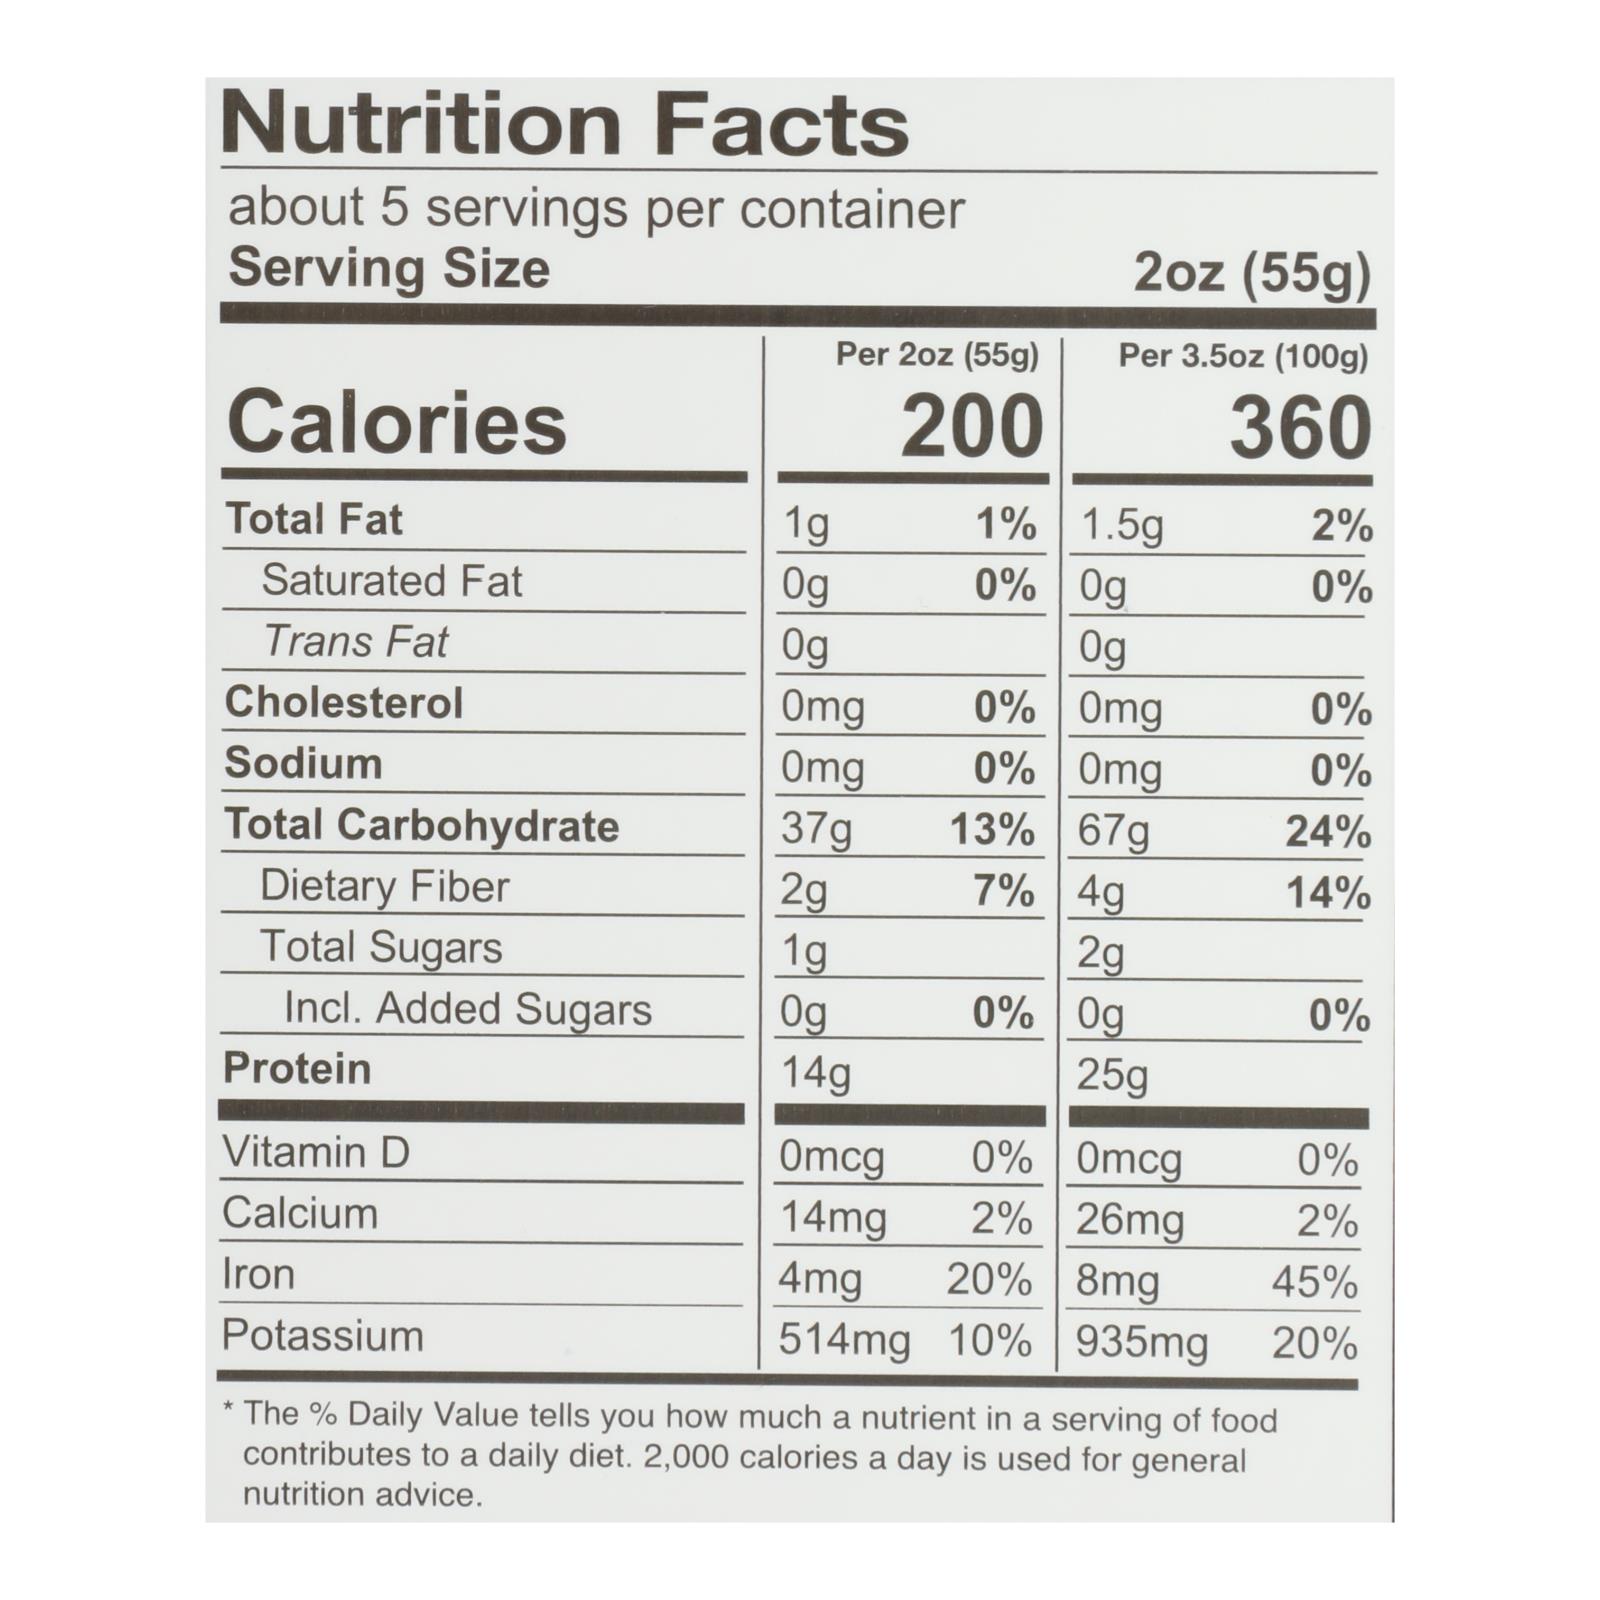 Nutrition Facts
about 5 servings per container
Serving Size 2oz (55g)
Per 2oz (55g) Per 3.5oz (100g)
Calories 200 360
Total Fat 1g 1% 1.5g 2%
Saturated Fat 0g 0% 0g 0%
Trans Fat 0g 0g
Cholesterol 0mg 0% 0mg 0%
Sodium 0mg 0% 0mg 0%
Total Carbohydrate 37g 13% 67g 24%
Dietary Fiber 2g 7% 4g 14%
Total Sugars 1g 2g
Incl. Added Sugars 0g 0% 0g 0%
Protein 14g 25g
Vitamin D 0mcg 0% 0mcg 0%
Calcium 14mg 2% 26mg 2%
Iron 4mg 20% 8mg 45%
Potassium 514mg 10% 935mg 20%
* The % Daily Value tells you how much a nutrient in a serving of food
contributes to a daily diet. 2,000 calories a day is used for general
nutrition advice.